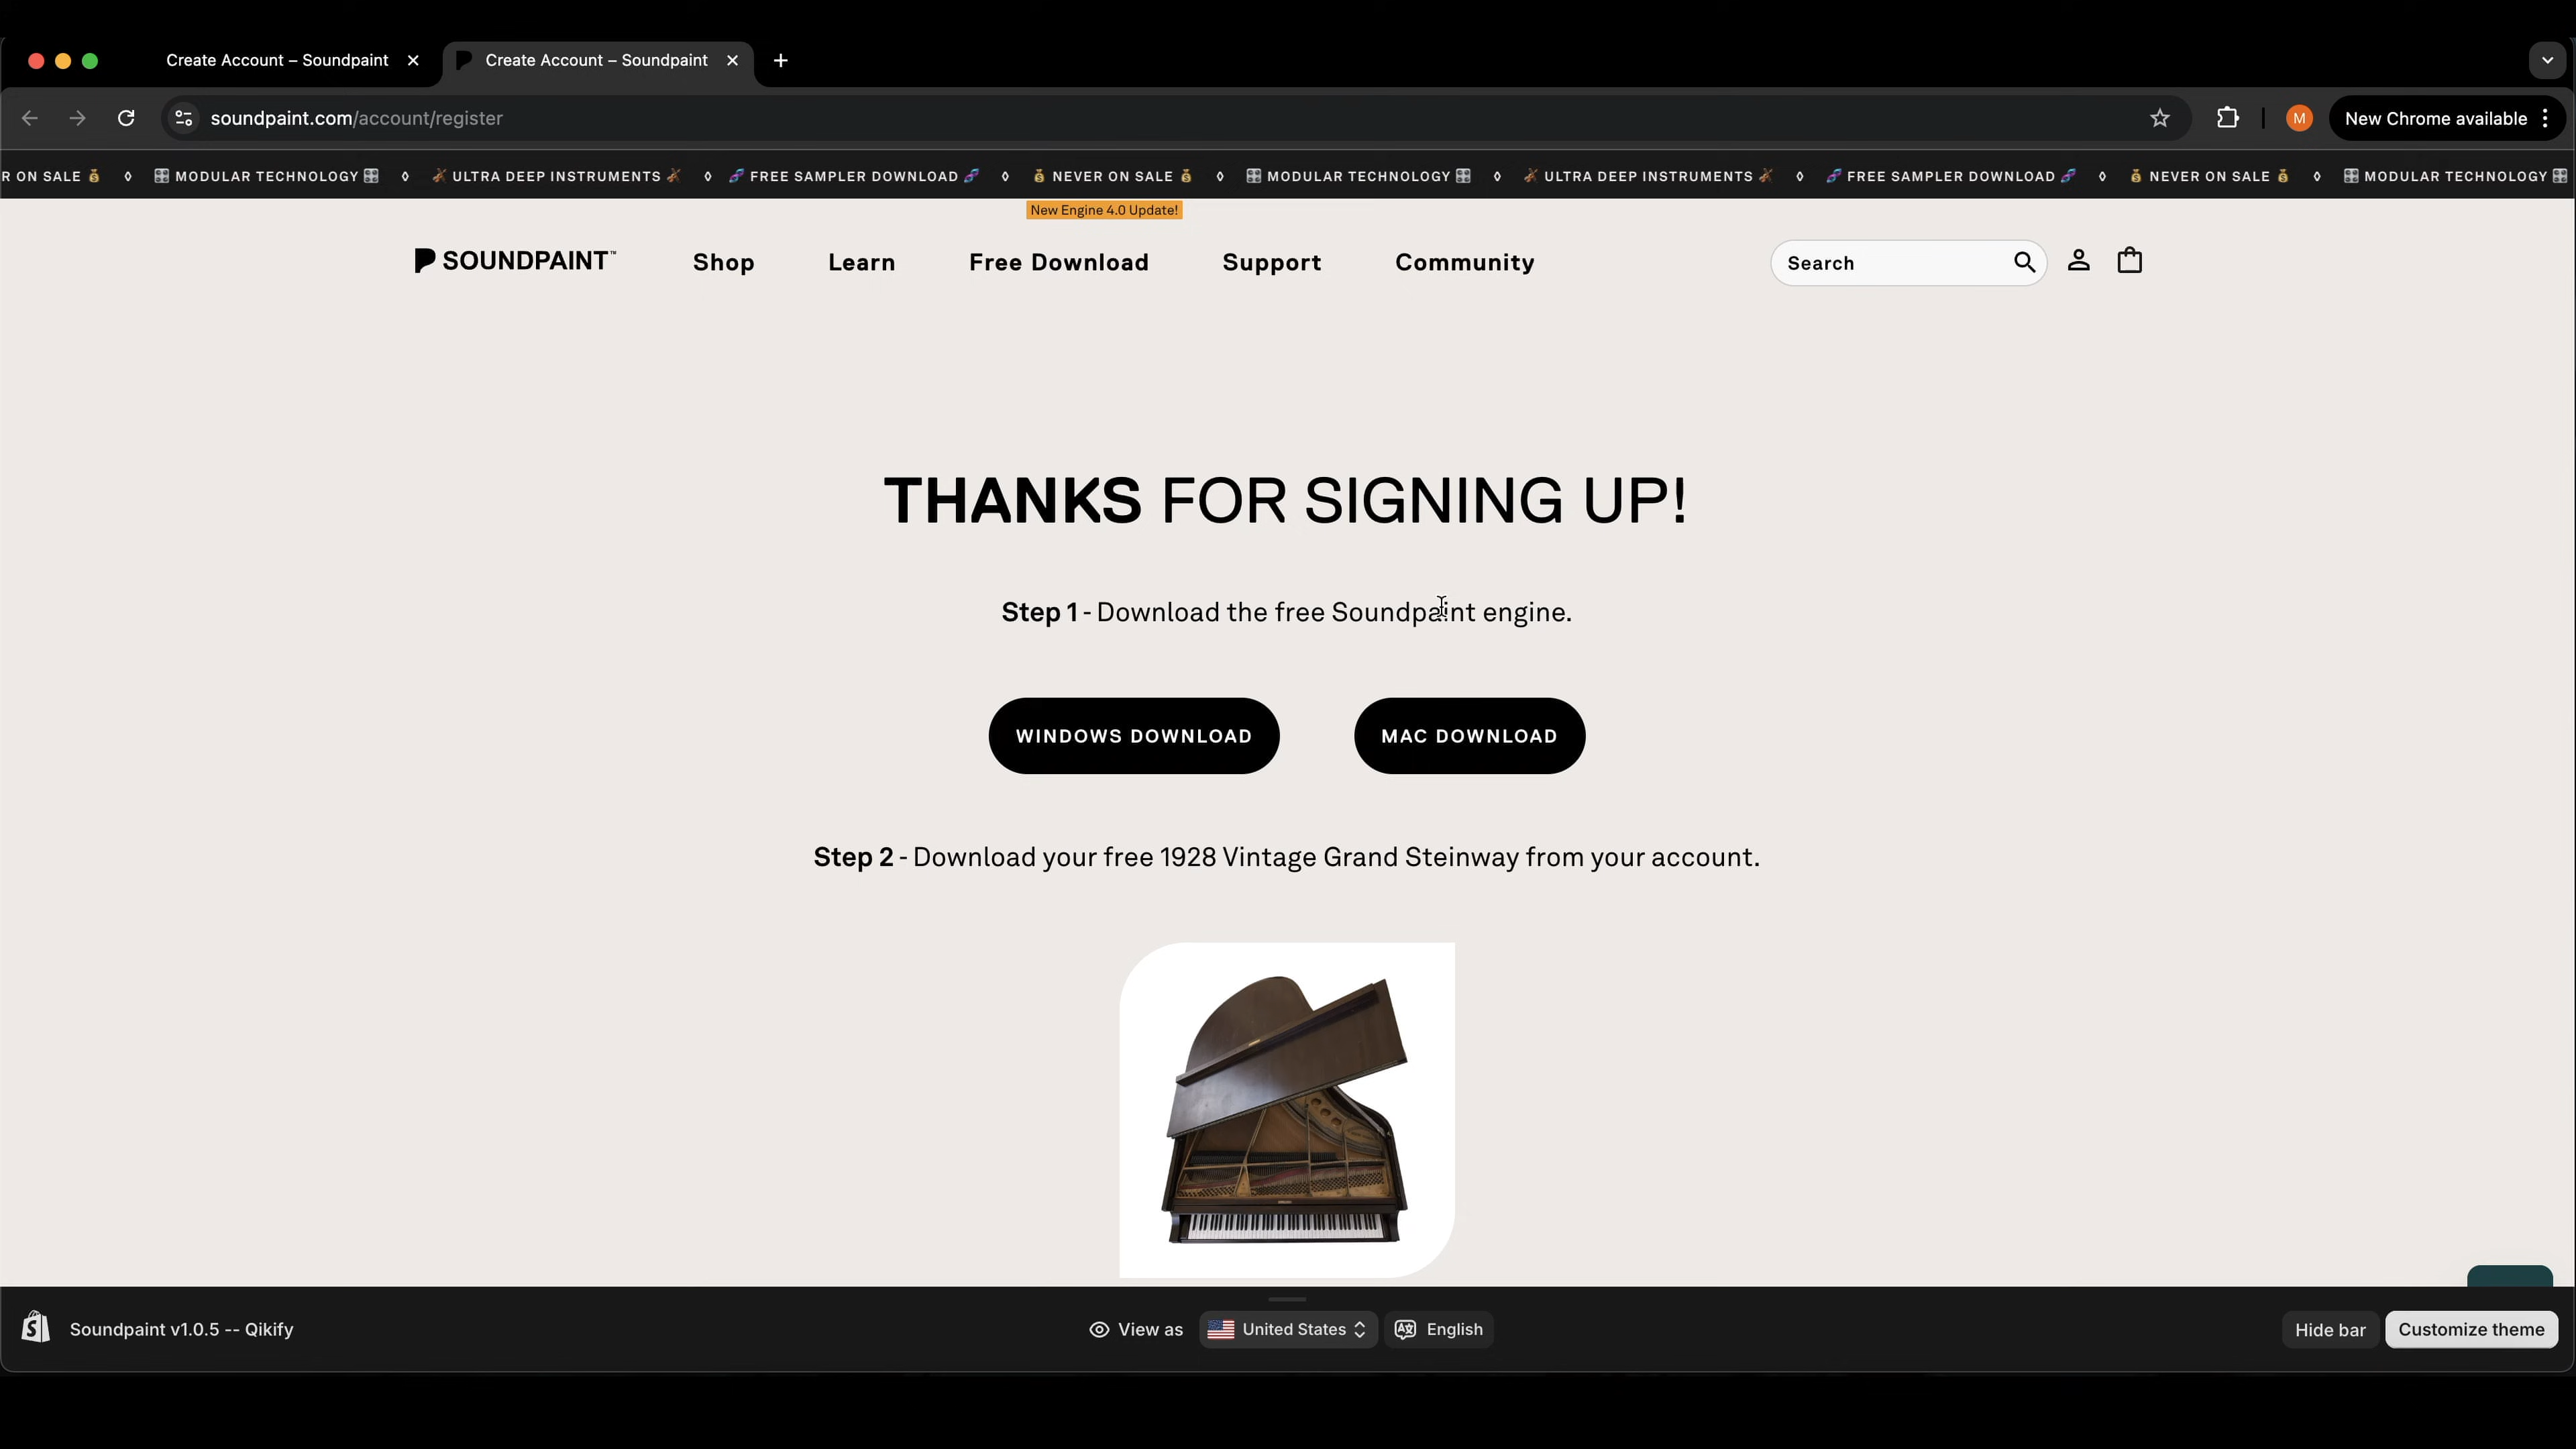 Create Account – Soundpaint
Create Account – Soundpaint
soundpaint.com/account/register
M
New Chrome available
R ON SALE 💰 ◊ 🎛 MODULAR TECHNOLOGY 🎛 ◊ 🎻 ULTRA DEEP INSTRUMENTS 🎻 ◊ 🧬 FREE SAMPLER DOWNLOAD 🧬 ◊ 💰 NEVER ON SALE 💰 ◊ 🎛 MODULAR TECHNOLOGY 🎛 ◊ 🎻 ULTRA DEEP INSTRUMENTS 🎻 ◊ 🧬 FREE SAMPLER DOWNLOAD 🧬 ◊ 💰 NEVER ON SALE 💰 ◊ 🎛 MODULAR TECHNOLOGY 🎛
New Engine 4.0 Update!
SOUNDPAINT™ Shop Learn Free Download Support Community Search
THANKS FOR SIGNING UP!
Step 1 - Download the free Soundpaint engine.
WINDOWS DOWNLOAD MAC DOWNLOAD
Step 2 - Download your free 1928 Vintage Grand Steinway from your account.
Soundpaint v1.0.5 -- Qikify View as United States English Hide bar Customize theme